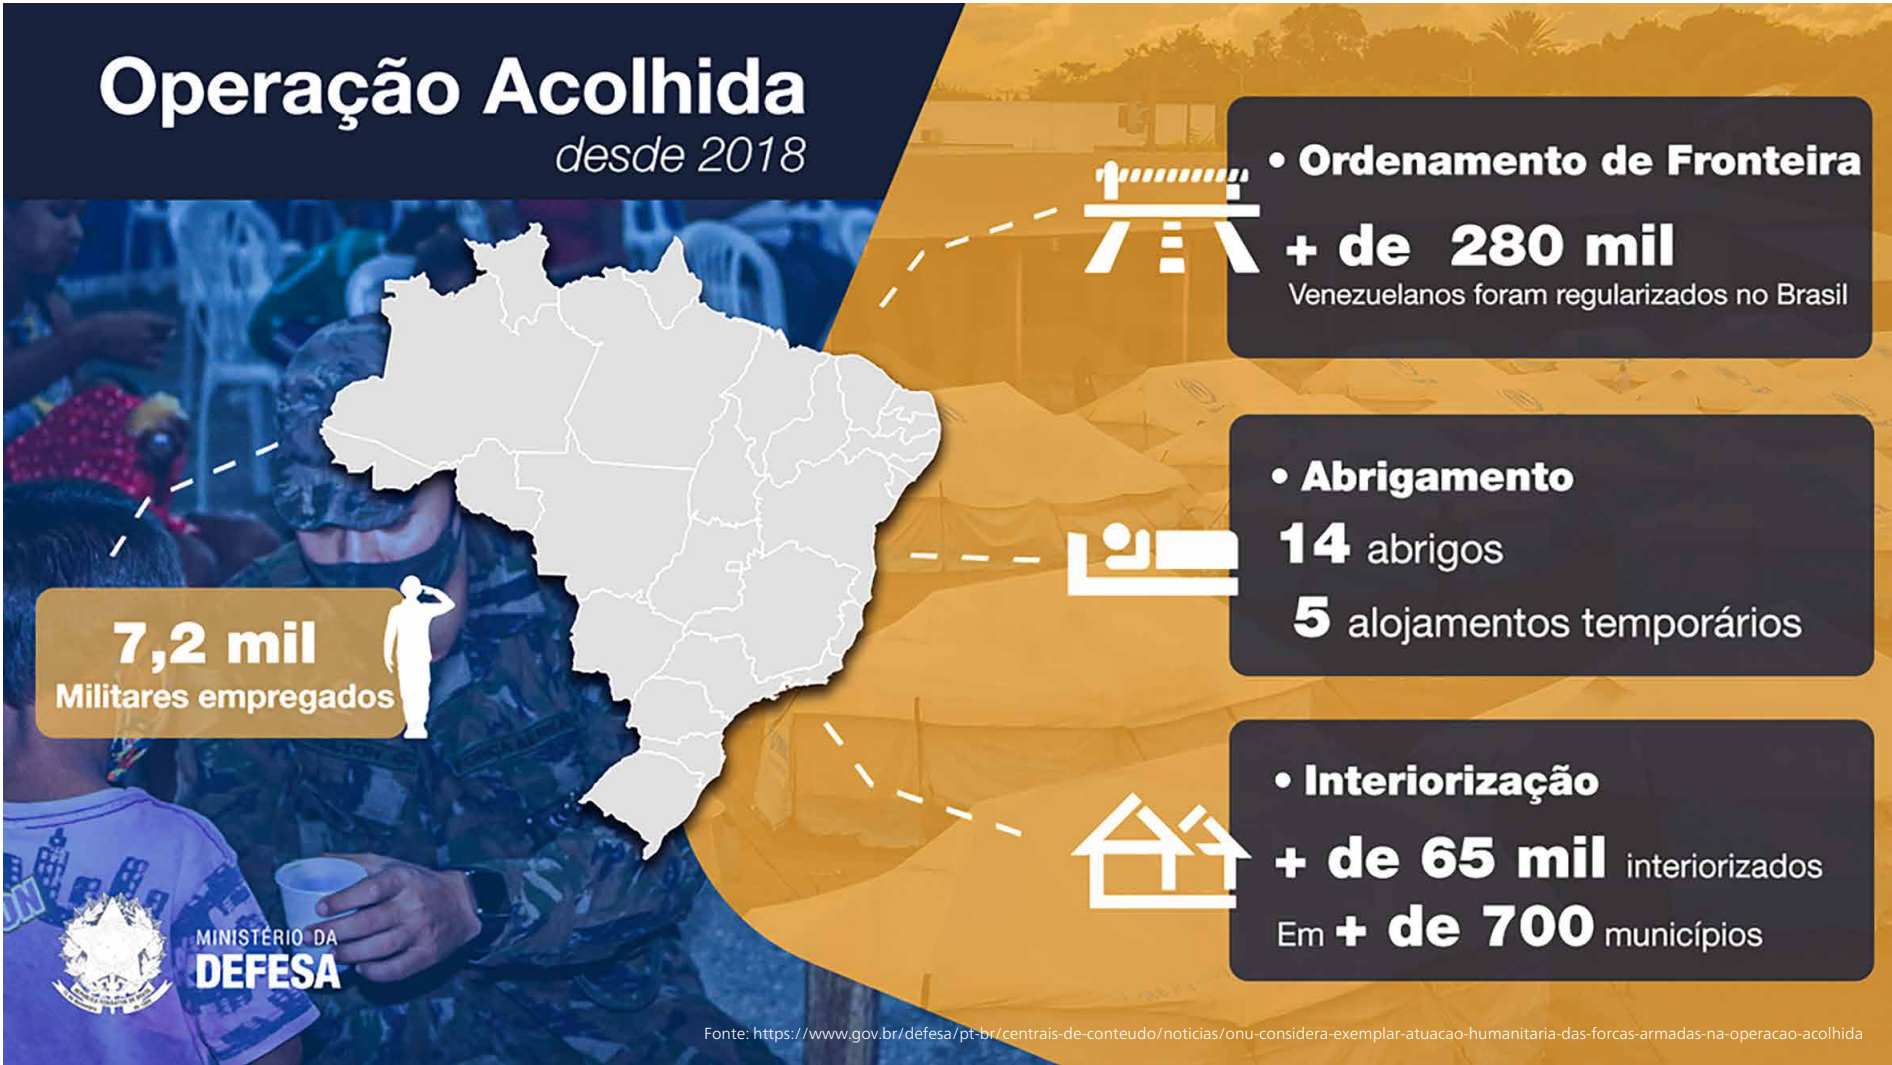 Operação Acolhida
desde 2018
• Ordenamento de Fronteira
+ de 280 mil
Venezuelanos foram regularizados no Brasil
• Abrigamento
14 abrigos
5 alojamentos temporários
7,2 mil
Militares empregados
• Interiorização
+ de 65 mil interiorizados
Em + de 700 municípios
MINISTÉRIO DA
DEFESA
Fonte: https://www.gov.br/defesa/pt-br/centrais-de-conteudo/noticias/onu-considera-exemplar-atuacao-humanitaria-das-forcas-armadas-na-operacao-acolhida